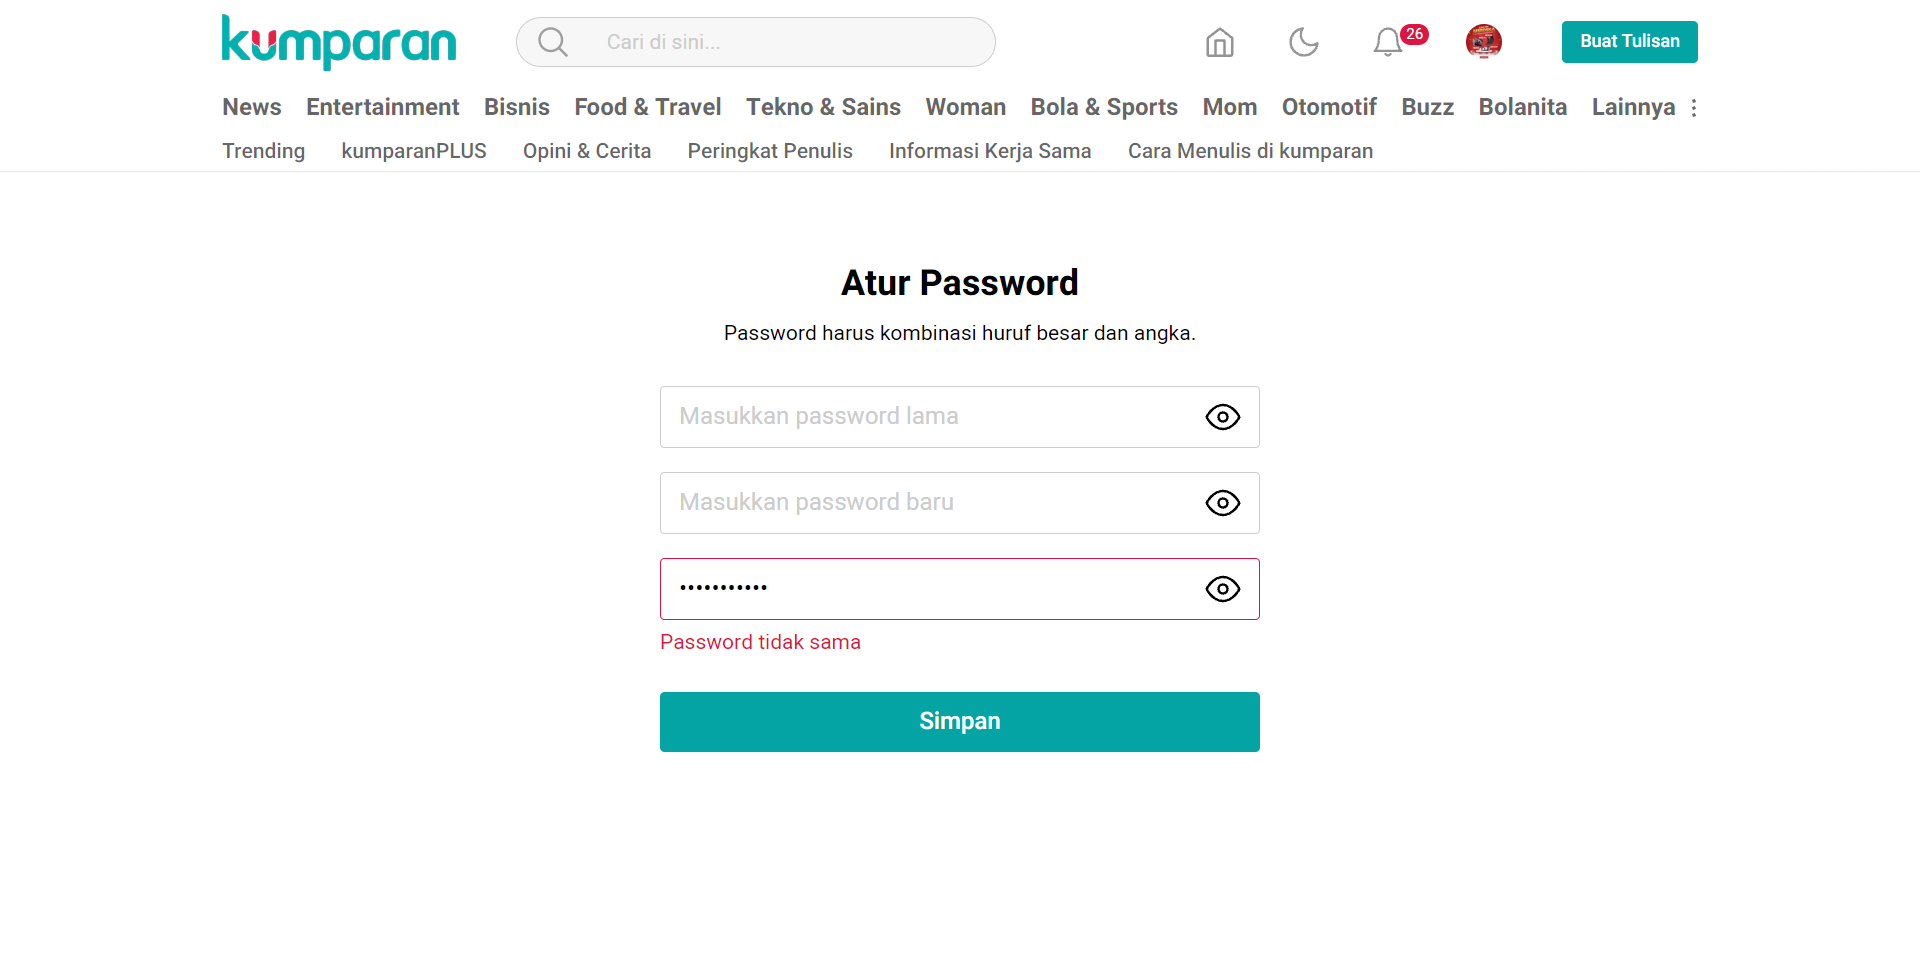 kumparan
Cari di sini...
26
Buat Tulisan
News Entertainment Bisnis Food & Travel Tekno & Sains Woman Bola & Sports Mom Otomotif Buzz Bolanita Lainnya
Trending kumparanPLUS Opini & Cerita Peringkat Penulis Informasi Kerja Sama Cara Menulis di kumparan
Atur Password
Password harus kombinasi huruf besar dan angka.
Masukkan password lama
Masukkan password baru
•••••••••••
Password tidak sama
Simpan